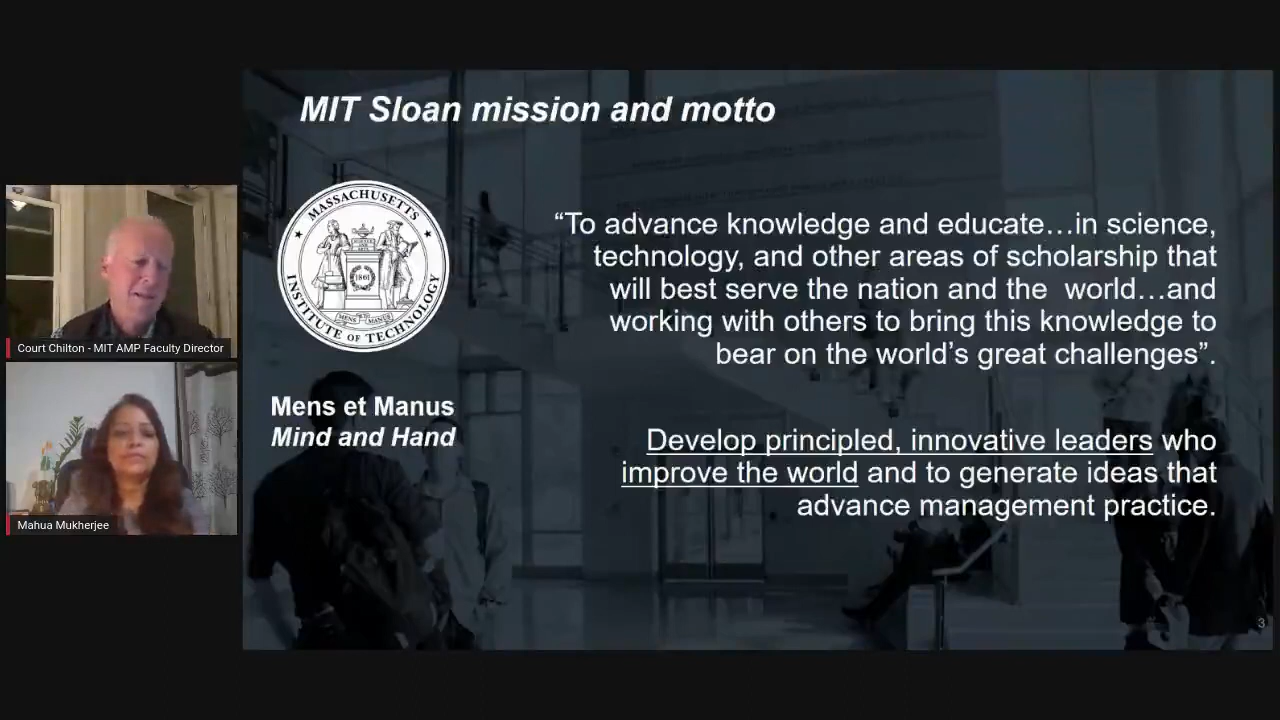 MIT Sloan mission and motto
MASSACHUSETTS
INSTITUTE OF TECHNOLOGY
1861
MENS ET MANUS
Mens et Manus
Mind and Hand
“To advance knowledge and educate…in science,
technology, and other areas of scholarship that
will best serve the nation and the  world…and
working with others to bring this knowledge to
bear on the world’s great challenges”.
Develop principled, innovative leaders who
improve the world and to generate ideas that
advance management practice.
3
Court Chilton - MIT AMP Faculty Director
Mahua Mukherjee